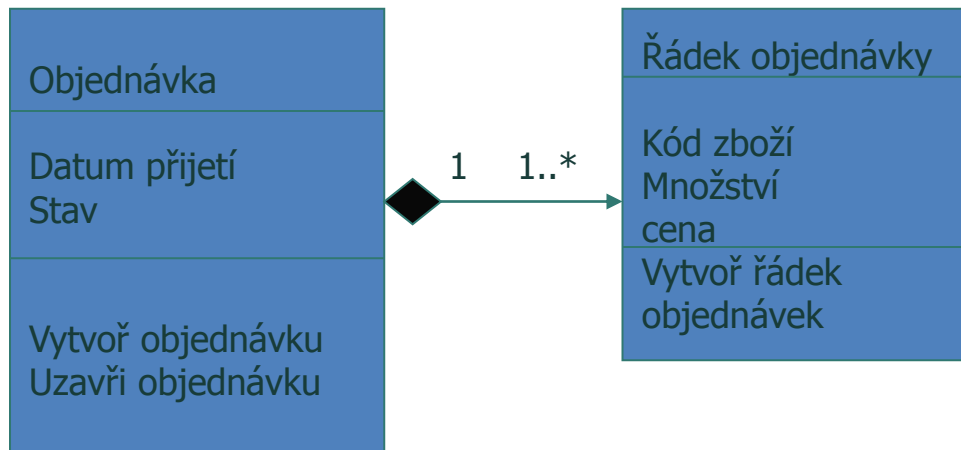 Objednávka
Datum přijetí
Stav
Vytvoř objednávku
Uzavři objednávku
1 1..*
Řádek objednávky
Kód zboží
Množství
cena
Vytvoř řádek
objednávek